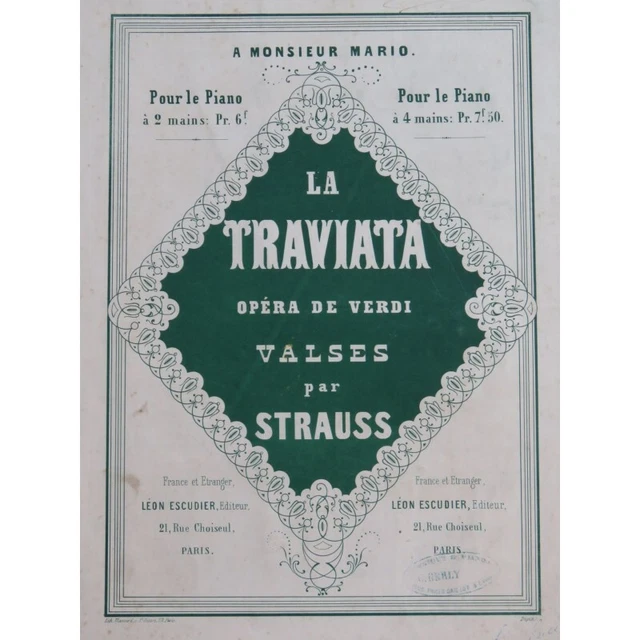 A MONSIEUR MARIO.
Pour le Piano
à 2 mains: Pr. 6f
Pour le Piano
à 4 mains: Pr. 7f 50.
LA
TRAVIATA
OPÉRA DE VERDI
VALSES
par
STRAUSS
France et Etranger,
LÉON ESCUDIER, Editeur,
21, Rue Choiseul,
PARIS.
France et Etranger,
LÉON ESCUDIER, Editeur,
21, Rue Choiseul,
PARIS.